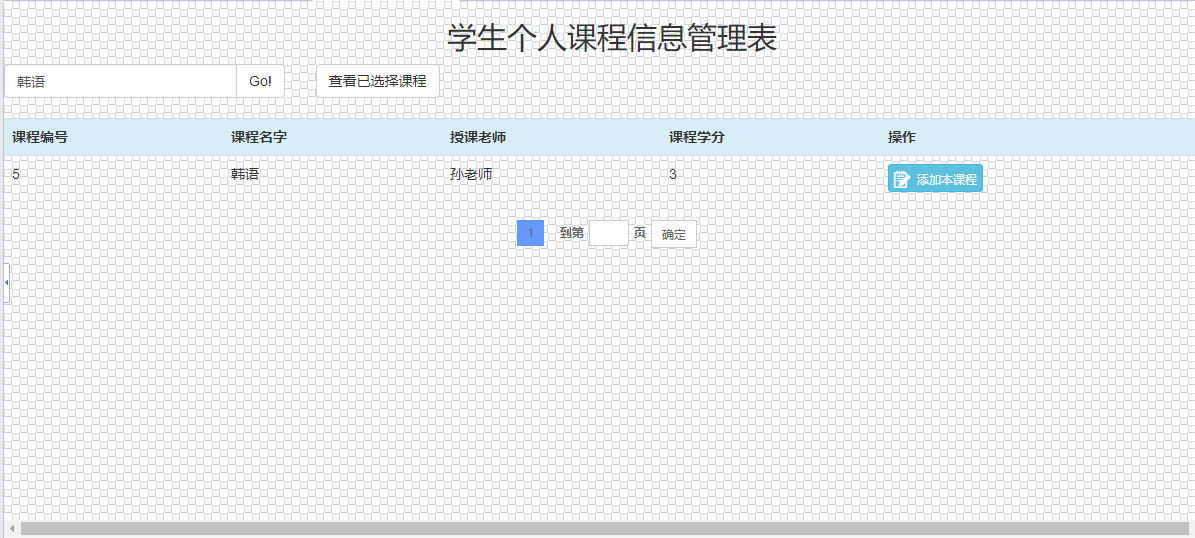 学生个人课程信息管理表
韩语 Go! 查看已选择课程
课程编号 课程名字 授课老师 课程学分 操作
5 韩语 孙老师 3 添加本课程
1 到第 页 确定